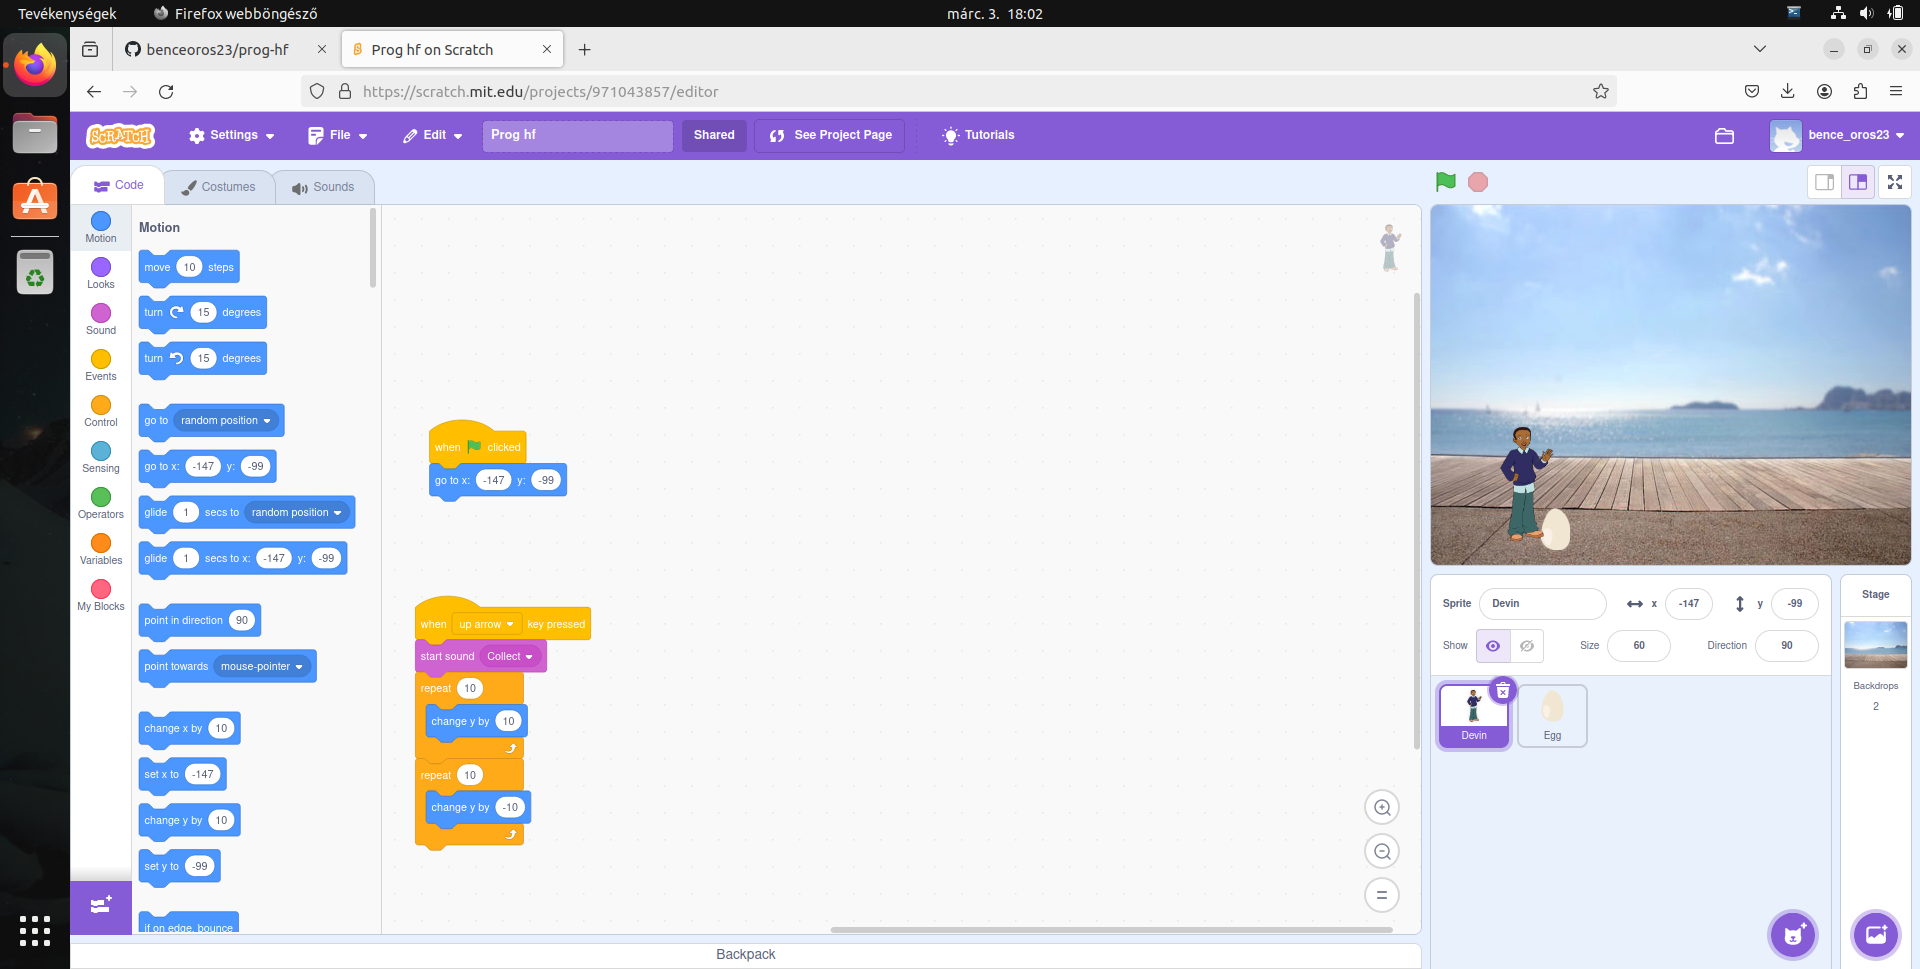 Tevékenységek
Firefox webböngésző
márc. 3. 18:02
benceoros23/prog-hf
Prog hf on Scratch
https://scratch.mit.edu/projects/971043857/editor
SCRATCH
Settings
File
Edit
Prog hf
Shared
See Project Page
Tutorials
bence_oros23
Code
Costumes
Sounds
Motion
Looks
Sound
Events
Control
Sensing
Operators
Variables
My Blocks
Motion
move 10 steps
turn 15 degrees
turn 15 degrees
go to random position
go to x: -147 y: -99
glide 1 secs to random position
glide 1 secs to x: -147 y: -99
point in direction 90
point towards mouse-pointer
change x by 10
set x to -147
change y by 10
set y to -99
if on edge, bounce
when clicked
go to x: -147 y: -99
when up arrow key pressed
start sound Collect
repeat 10
change y by 10
repeat 10
change y by -10
Backpack
Sprite Devin x -147 y -99
Show Size 60 Direction 90
Devin
Egg
Stage
Backdrops
2